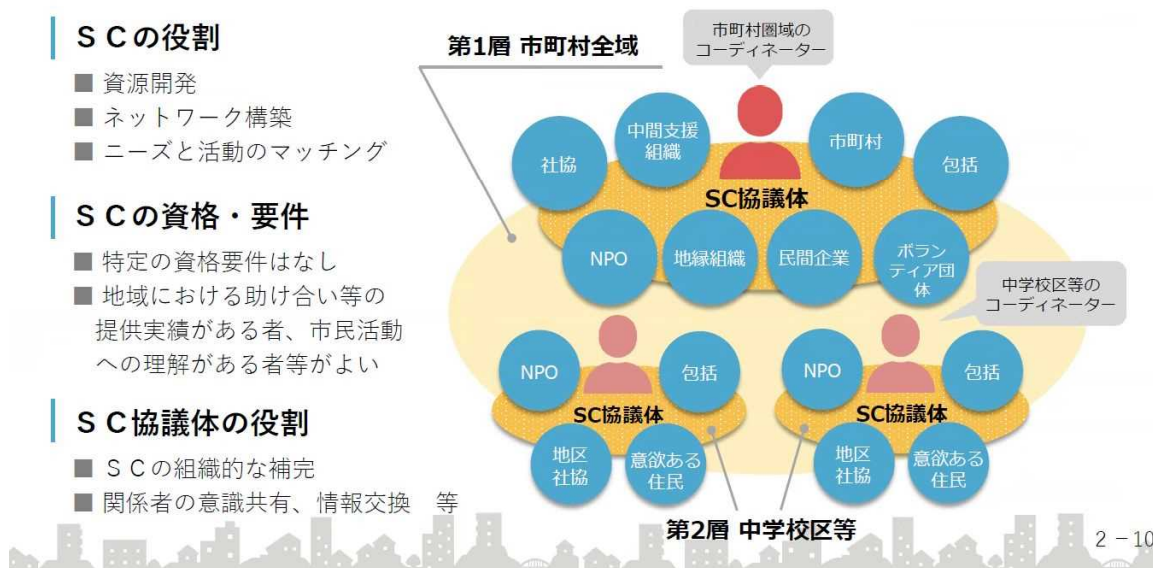 ＳＣの役割
■ 資源開発
■ ネットワーク構築
■ ニーズと活動のマッチング
ＳＣの資格・要件
■ 特定の資格要件はなし
■ 地域における助け合い等の
提供実績がある者、市民活動
への理解がある者等がよい
ＳＣ協議体の役割
■ ＳＣの組織的な補完
■ 関係者の意識共有、情報交換　等
第1層 市町村全域
市町村圏域の
コーディネーター
社協
中間支援
組織
市町村
包括
SC協議体
NPO
地縁組織
民間企業
ボラン
ティア団
体
中学校区等の
コーディネーター
NPO
包括
SC協議体
地区
社協
意欲ある
住民
NPO
包括
SC協議体
地区
社協
意欲ある
住民
第2層 中学校区等
2－10